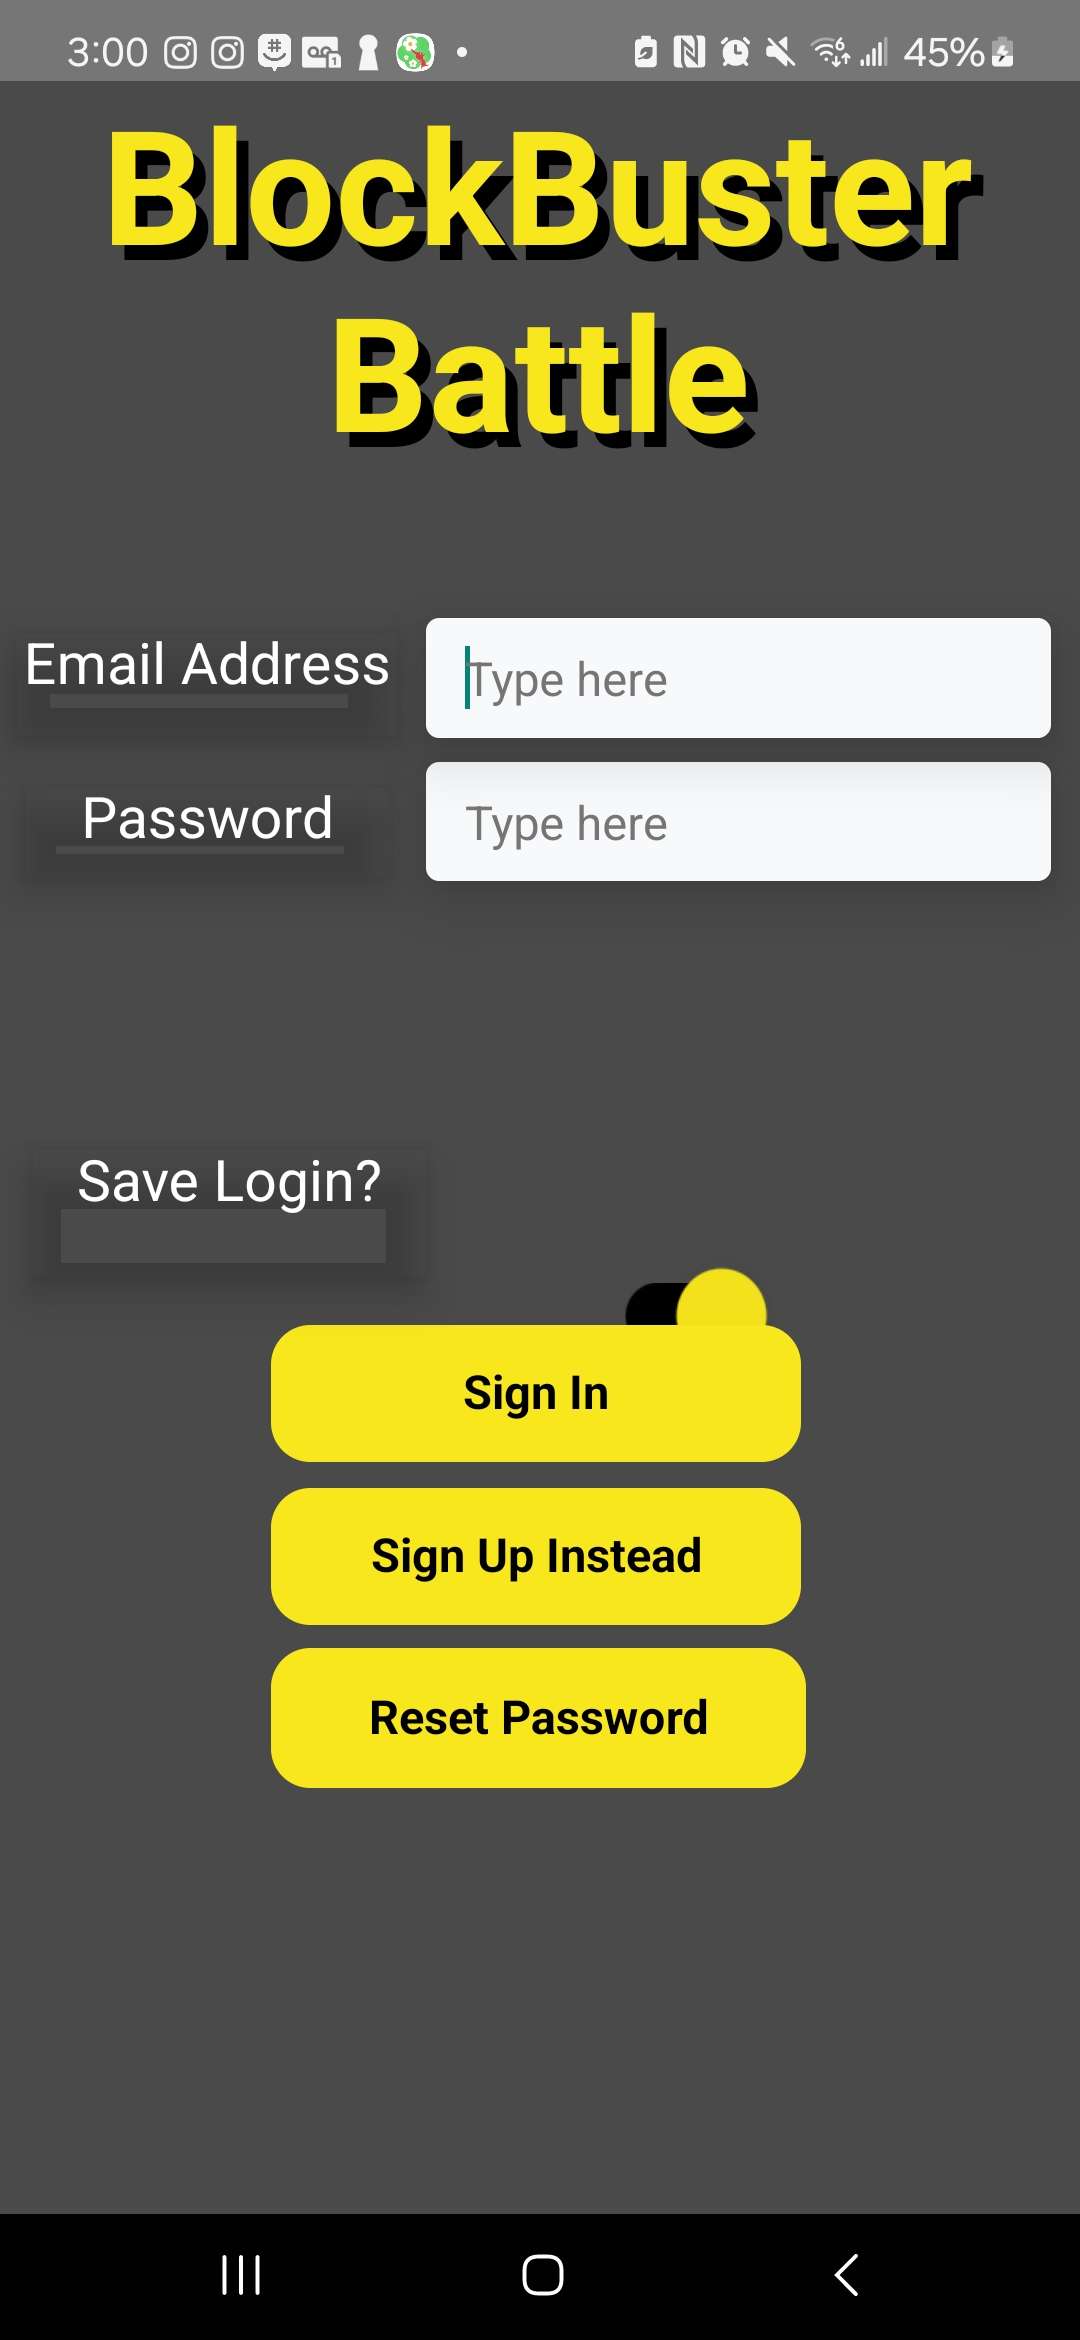 3:00 45%
BlockBuster
Battle
Email Address Type here
Password Type here
Save Login?
Sign In
Sign Up Instead
Reset Password